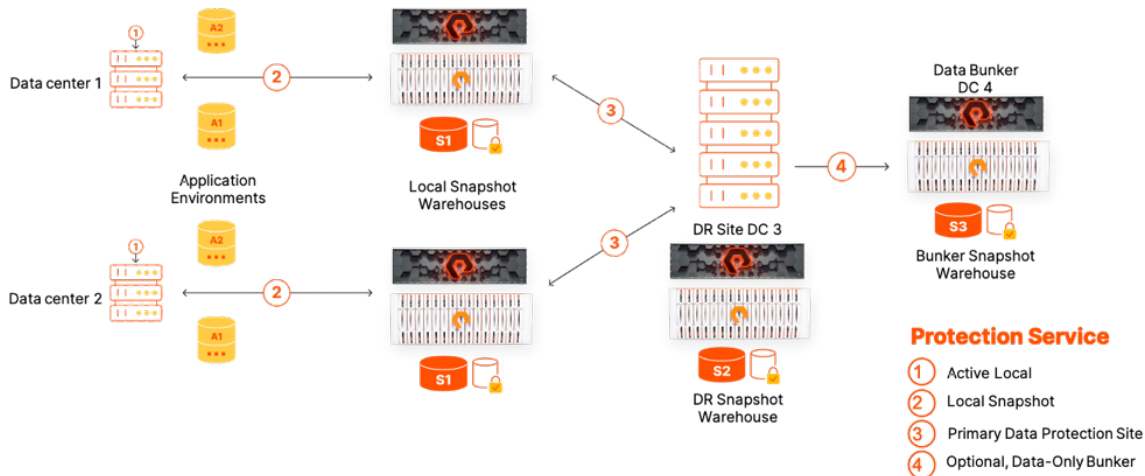 A2
1
Data center 1
2
A1
S1
Application
Environments
Local Snapshot
Warehouses
3
4
Data Bunker
DC 4
S3
Bunker Snapshot
Warehouse
A2
1
Data center 2
2
A1
S1
3
DR Site DC 3
S2
DR Snapshot
Warehouse
Protection Service
1 Active Local
2 Local Snapshot
3 Primary Data Protection Site
4 Optional, Data-Only Bunker